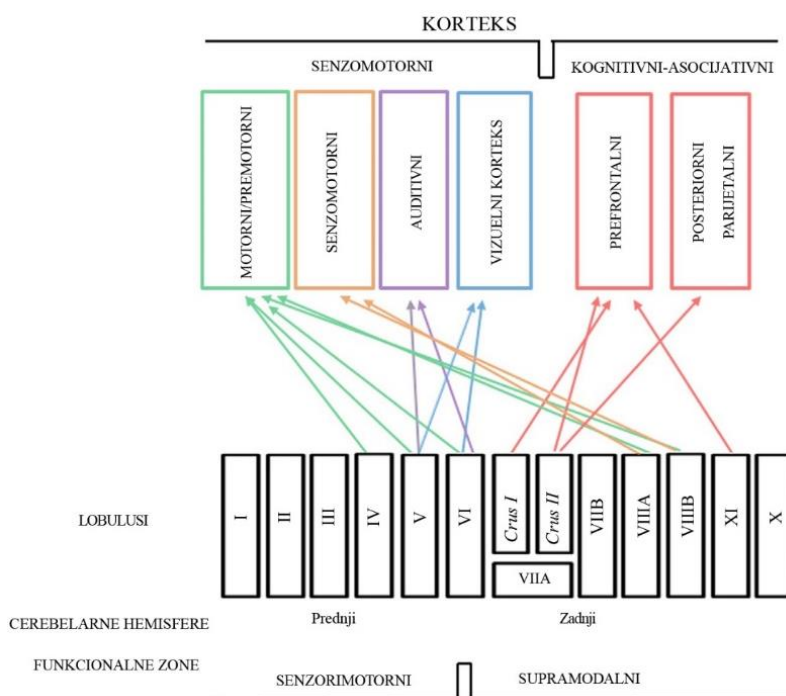 KORTEKS
SENZOMOTORNI
KOGNITIVNI-ASOCIJATIVNI
MOTORNI/PREMOTORNI
SENZOMOTORNI
AUDITIVNI
VIZUELNI KORTEKS
PREFRONTALNI
POSTERIORNI
PARIJETALNI
LOBULUSI
I
II
III
IV
V
VI
Crus I
Crus II
VIIB
VIIIA
VIIIB
XI
X
VIIA
CEREBELARNE HEMISFERE
Prednji
Zadnji
FUNKCIONALNE ZONE
SENZORIMOTORNI
SUPRAMODALNI